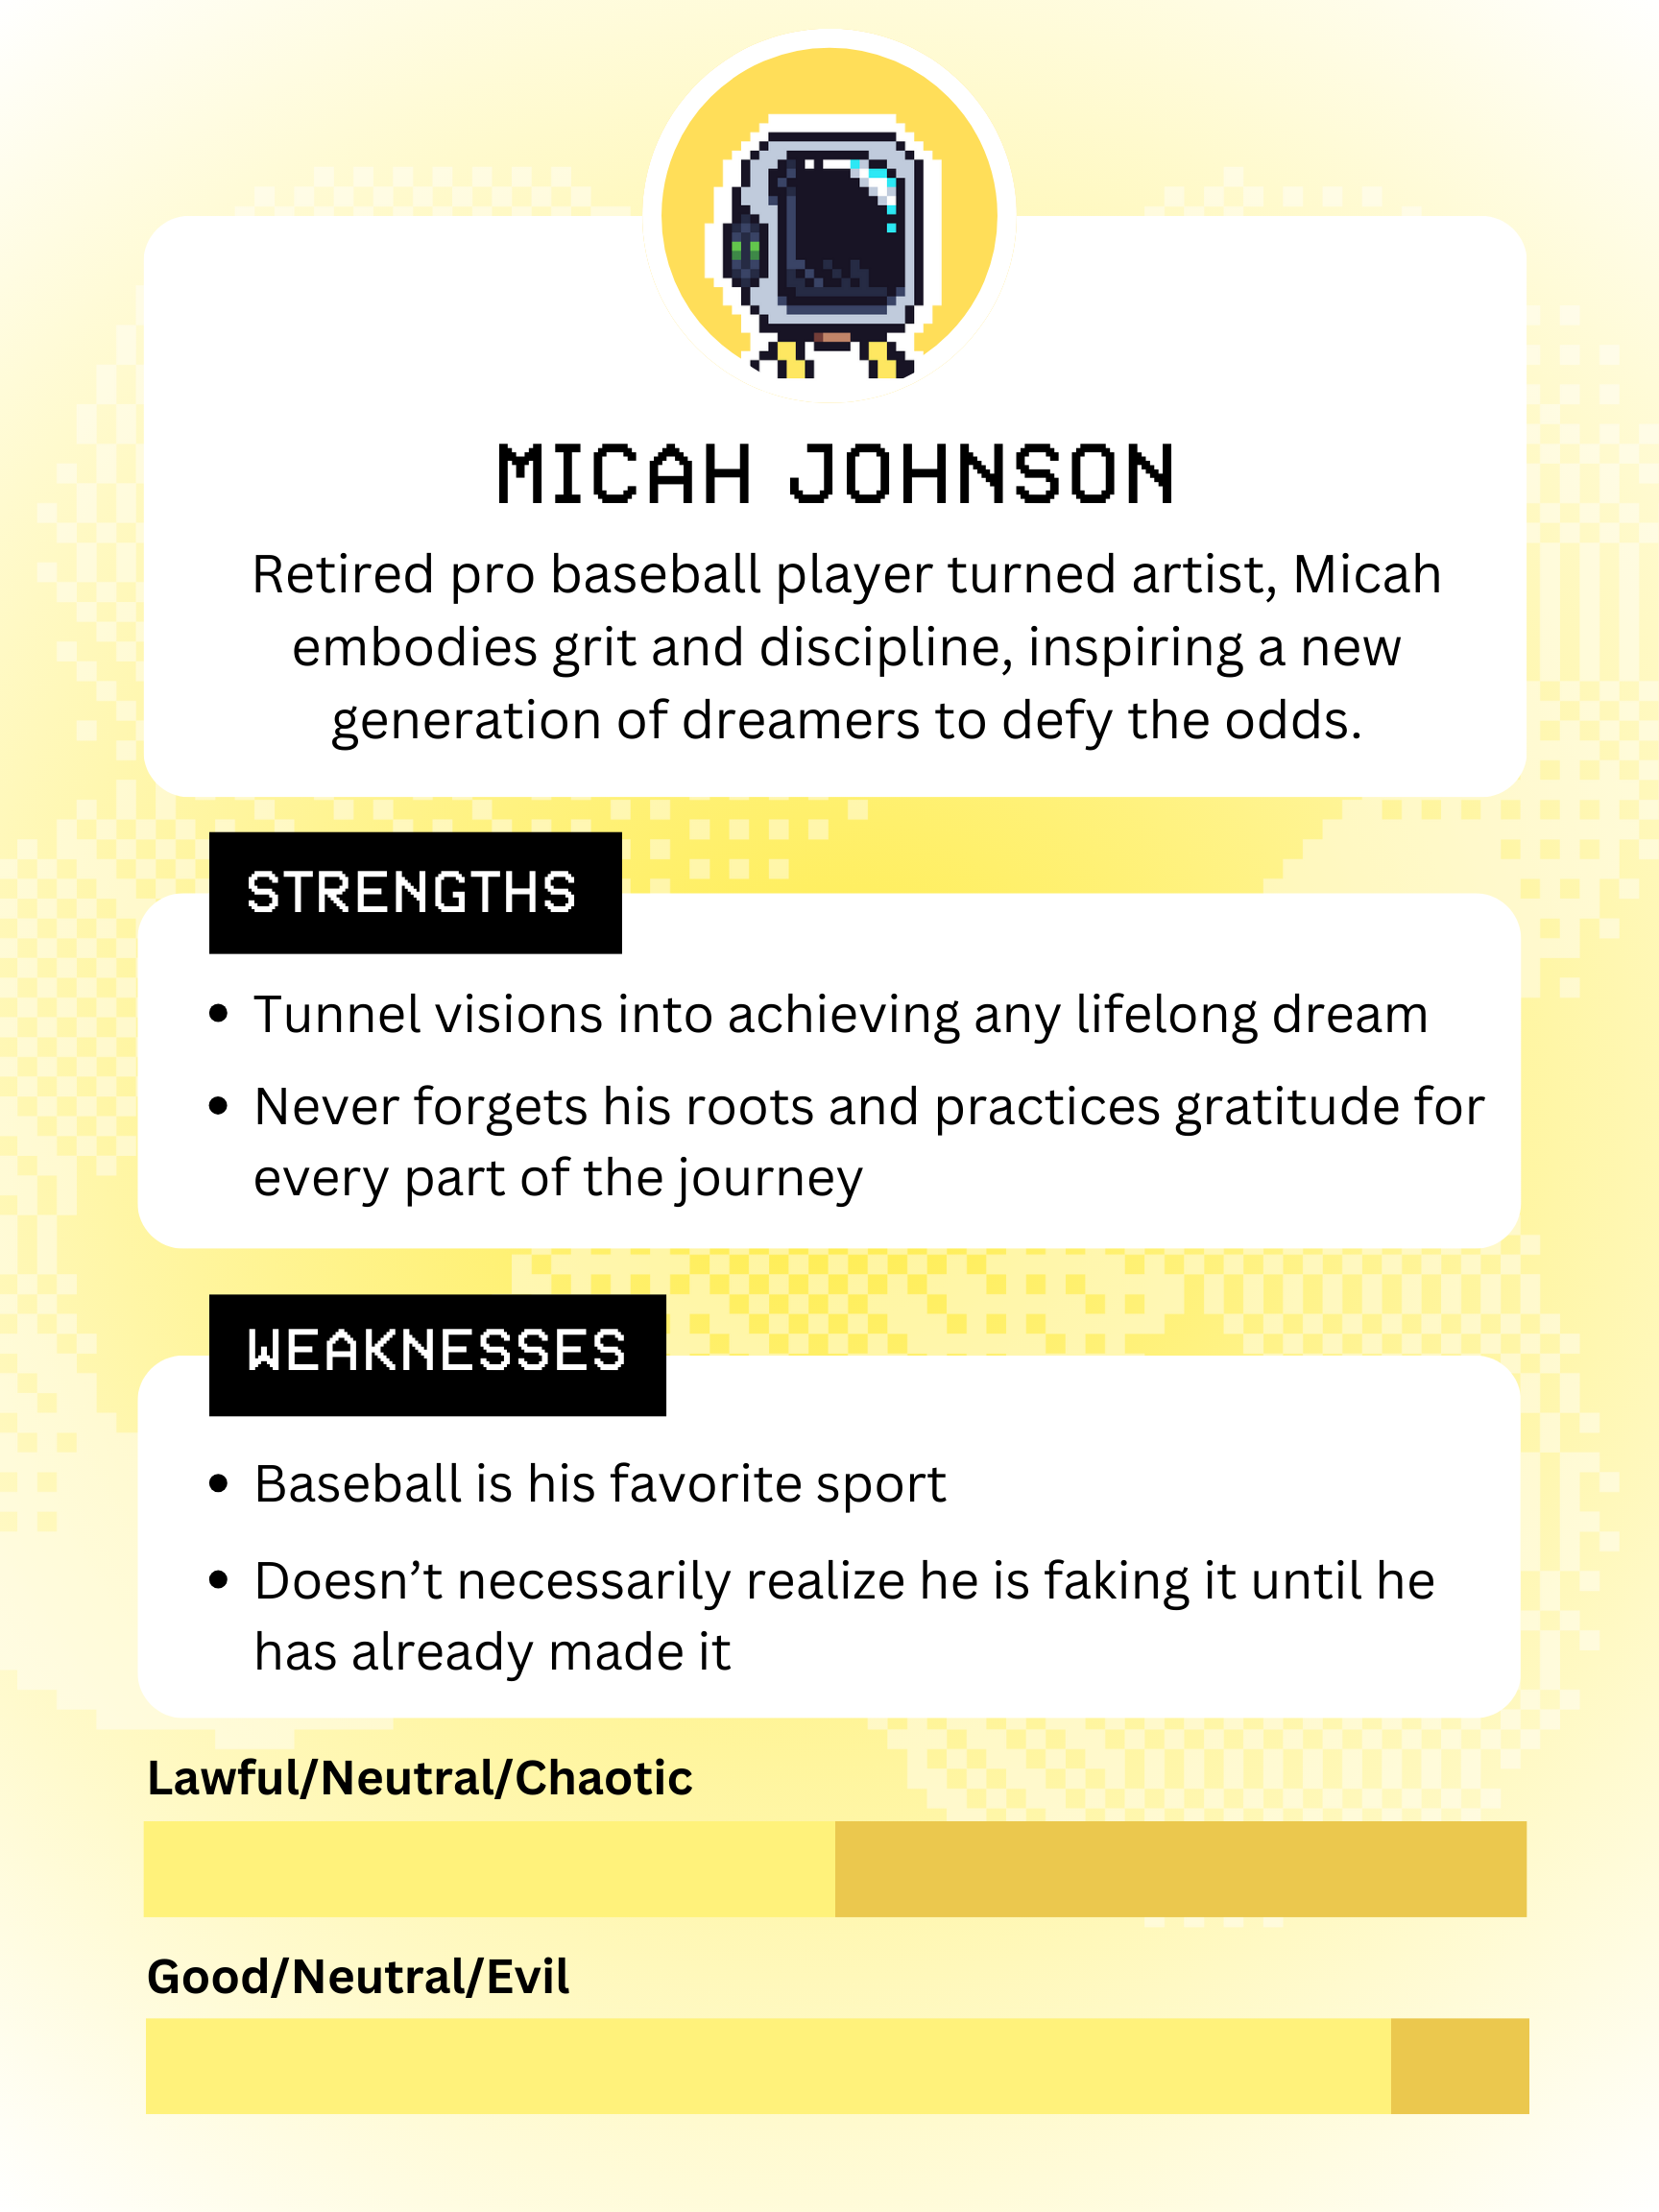 MICAH JOHNSON
Retired pro baseball player turned artist, Micah
embodies grit and discipline, inspiring a new
generation of dreamers to defy the odds.
STRENGTHS
• Tunnel visions into achieving any lifelong dream
• Never forgets his roots and practices gratitude for
every part of the journey
WEAKNESSES
• Baseball is his favorite sport
• Doesn’t necessarily realize he is faking it until he
has already made it
Lawful/Neutral/Chaotic
Good/Neutral/Evil